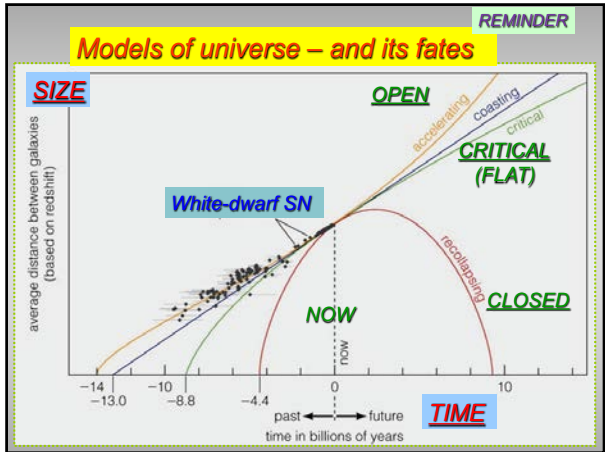 REMINDER
Models of universe – and its fates
SIZE
OPEN
accelerating
coasting
critical
CRITICAL
(FLAT)
average distance between galaxies
(based on redshift)
White-dwarf SN
recollapsing
CLOSED
NOW
now
−14
−13.0
−10
−8.8
−4.4
0
10
past
future
TIME
time in billions of years